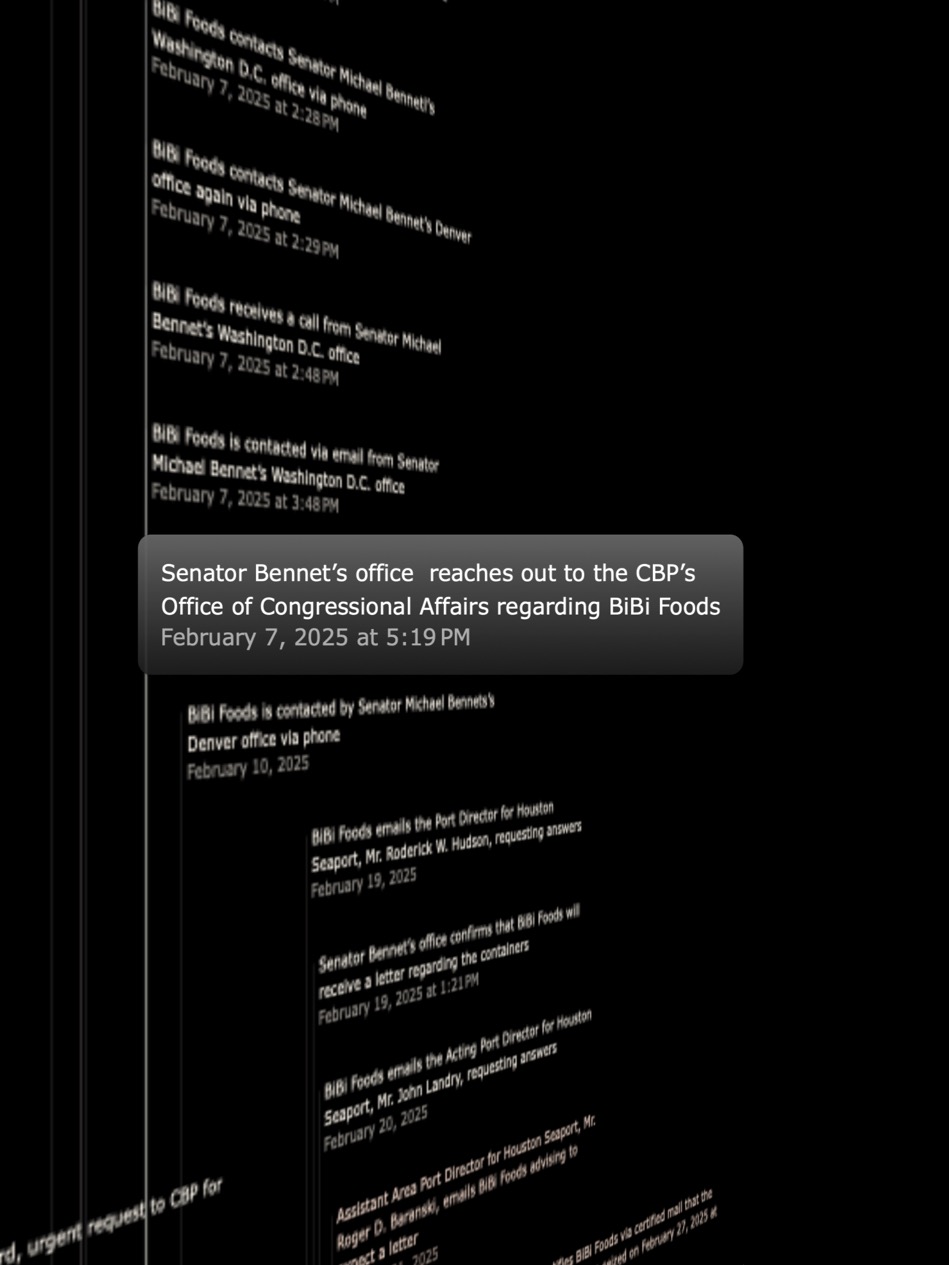 BiBi Foods contacts Senator Michael Bennett's
Washington D.C. office via phone
February 7, 2025 at 2:28 PM
BiBi Foods contacts Senator Michael Bennet's Denver
office again via phone
February 7, 2025 at 2:29 PM
BiBi Foods receives a call from Senator Michael
Bennet's Washington D.C. office
February 7, 2025 at 2:48 PM
BiBi Foods is contacted via email from Senator
Michael Bennet's Washington D.C. office
February 7, 2025 at 3:48 PM
Senator Bennet's office  reaches out to the CBP's
Office of Congressional Affairs regarding BiBi Foods
February 7, 2025 at 5:19 PM
BiBi Foods is contacted by Senator Michael Bennets's
Denver office via phone
February 10, 2025
BiBi Foods emails the Port Director for Houston
Seaport, Mr. Roderick W. Hudson, requesting answers
February 19, 2025
Senator Bennet's office confirms that BiBi Foods will
receive a letter regarding the containers
February 19, 2025 at 1:21 PM
BiBi Foods emails the Acting Port Director for Houston
Seaport, Mr. John Landry, requesting answers
February 20, 2025
Assistant Area Port Director for Houston Seaport, Mr.
Roger D. Baranski, emails BiBi Foods advising to
a letter
2025
urgent request to CBP for
BiBi Foods via certified mail that the
on February 27, 2025 at